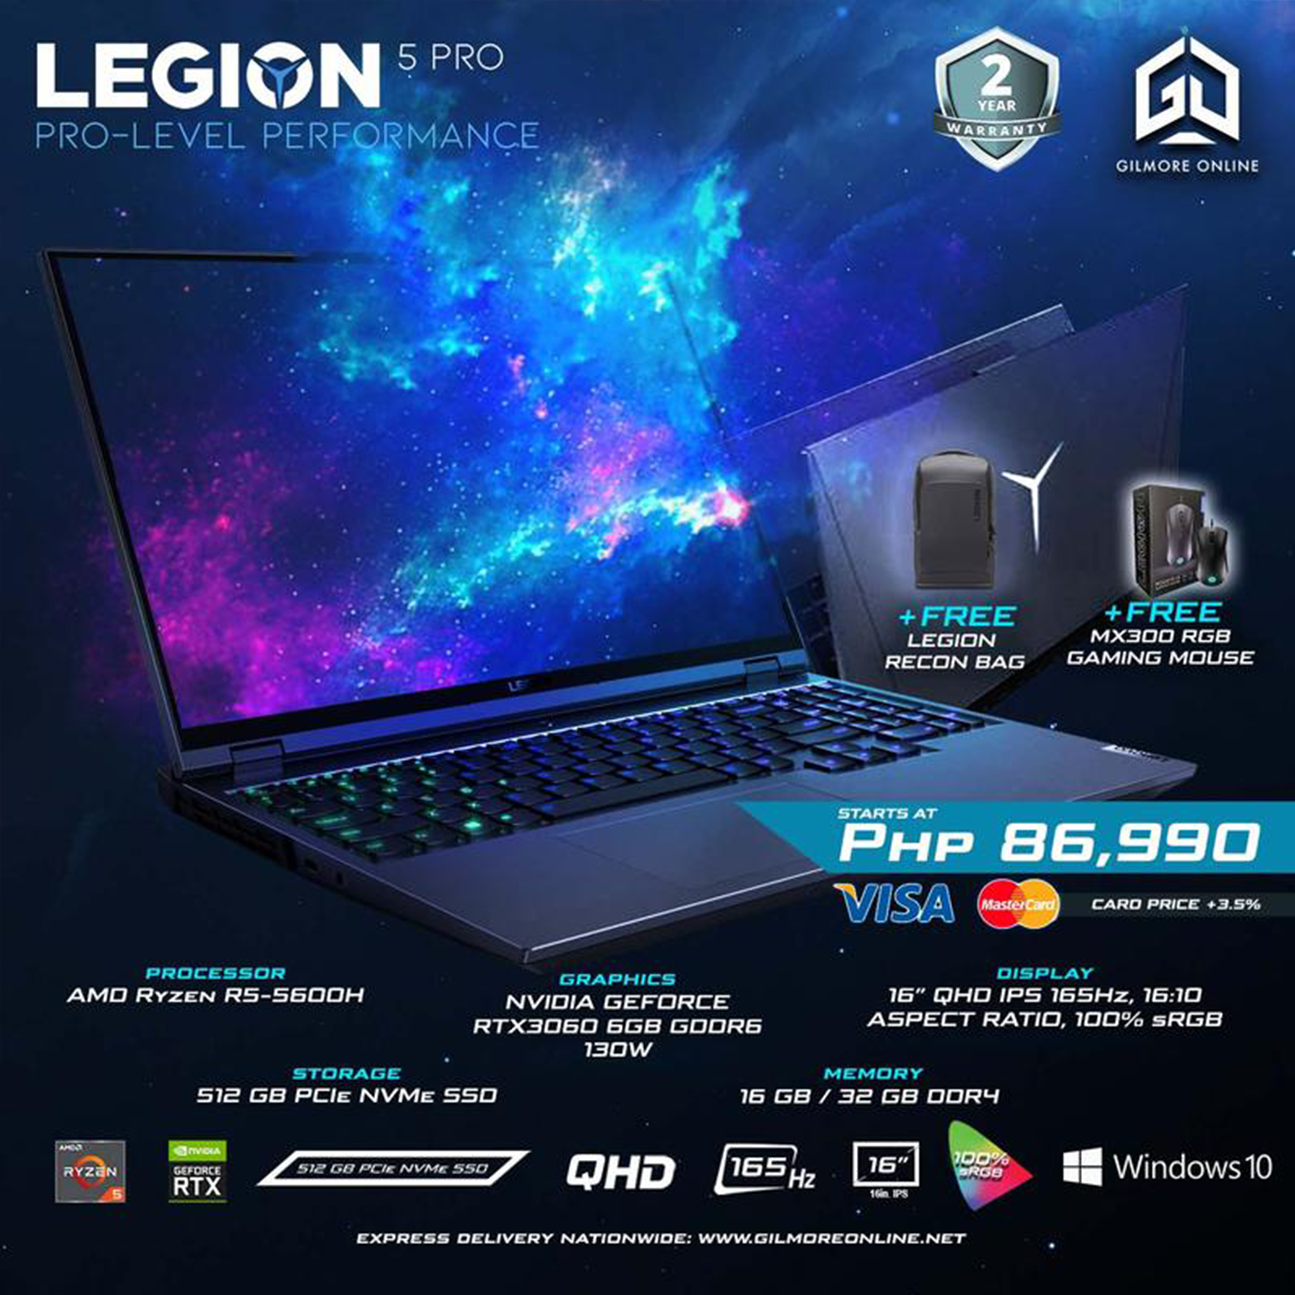 LEGION 5 PRO
PRO-LEVEL PERFORMANCE
2
YEAR
WARRANTY
GILMORE ONLINE
+FREE
LEGION
RECON BAG
+FREE
MX300 RGB
GAMING MOUSE
STARTS AT
PHP 86,990
VISA
MasterCard
CARD PRICE +3.5%
PROCESSOR
AMD RYZEN R5-5600H
GRAPHICS
NVIDIA GEFORCE
RTX3060 6GB GDDR6
130W
DISPLAY
16" QHD IPS 165Hz, 16:10
ASPECT RATIO, 100% sRGB
STORAGE
512 GB PCIe NVMe SSD
MEMORY
16 GB / 32 GB DDR4
AMD
RYZEN
5
NVIDIA
GEFORCE
RTX
512 GB PCIe NVMe SSD
QHD
165Hz
16"
16in. IPS
100%
sRGB
Windows 10
EXPRESS DELIVERY NATIONWIDE: WWW.GILMOREONLINE.NET